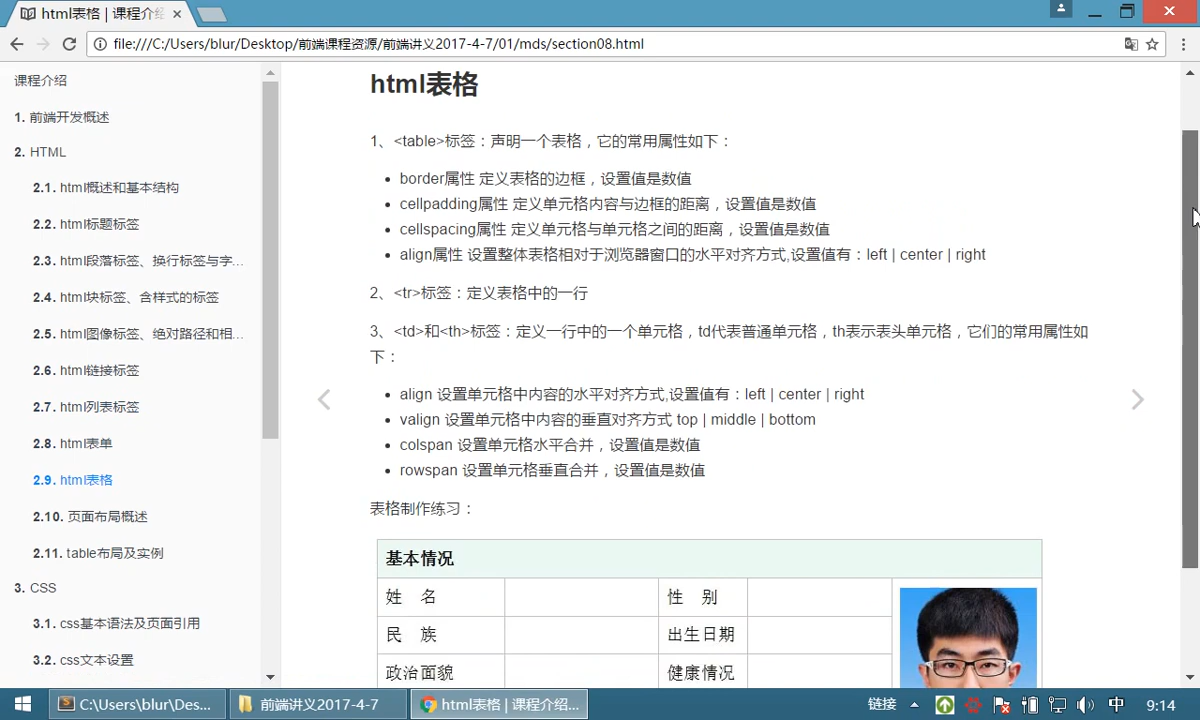 html表格 | 课程介绍
file:///C:/Users/blur/Desktop/前端课程资源/前端讲义2017-4-7/01/mds/section08.html
课程介绍
1. 前端开发概述
2. HTML
2.1. html概述和基本结构
2.2. html标题标签
2.3. html段落标签、换行标签与字...
2.4. html块标签、含样式的标签
2.5. html图像标签、绝对路径和相...
2.6. html链接标签
2.7. html列表标签
2.8. html表单
2.9. html表格
2.10. 页面布局概述
2.11. table布局及实例
3. CSS
3.1. css基本语法及页面引用
3.2. css文本设置
html表格
1、<table>标签：声明一个表格，它的常用属性如下：
• border属性 定义表格的边框，设置值是数值
• cellpadding属性 定义单元格内容与边框的距离，设置值是数值
• cellspacing属性 定义单元格与单元格之间的距离，设置值是数值
• align属性 设置整体表格相对于浏览器窗口的水平对齐方式,设置值有：left | center | right
2、<tr>标签：定义表格中的一行
3、<td>和<th>标签：定义一行中的一个单元格，td代表普通单元格，th表示表头单元格，它们的常用属性如
下：
• align 设置单元格中内容的水平对齐方式,设置值有：left | center | right
• valign 设置单元格中内容的垂直对齐方式 top | middle | bottom
• colspan 设置单元格水平合并，设置值是数值
• rowspan 设置单元格垂直合并，设置值是数值
表格制作练习：
基本情况
姓 名 性 别
民 族 出生日期
政治面貌 健康情况
C:\Users\blur\Des... 前端讲义2017-4-7 html表格 | 课程介绍... 链接 中 9:14